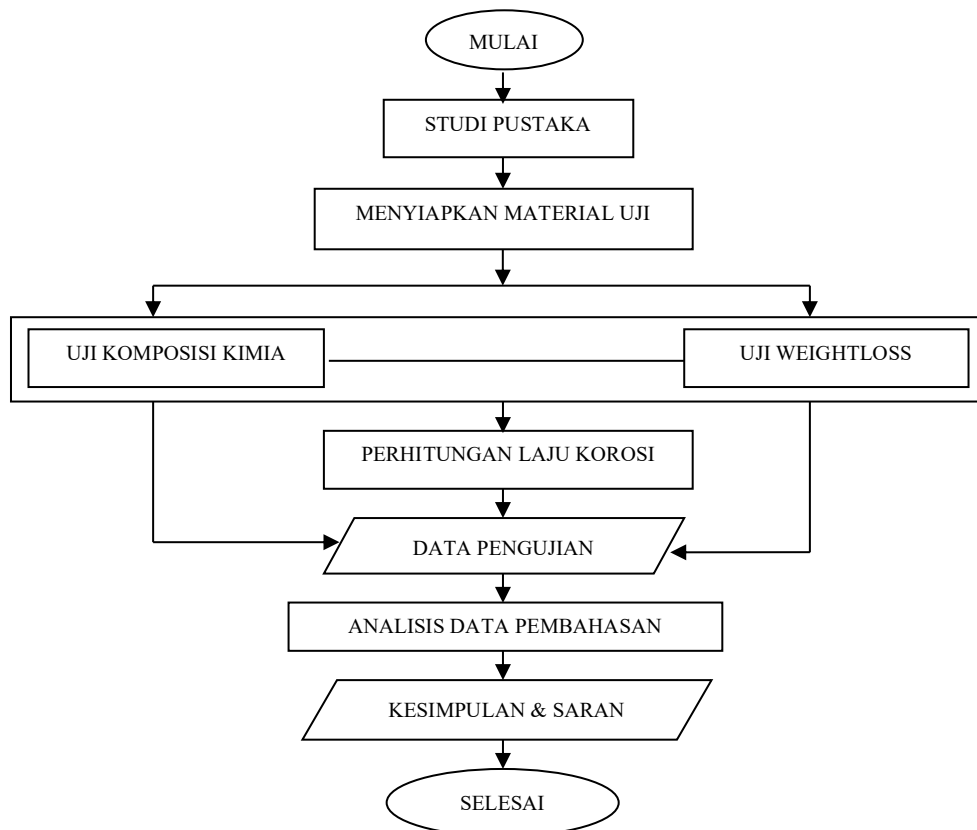 MULAI
STUDI PUSTAKA
MENYIAPKAN MATERIAL UJI
UJI KOMPOSISI KIMIA
UJI WEIGHTLOSS
PERHITUNGAN LAJU KOROSI
DATA PENGUJIAN
ANALISIS DATA PEMBAHASAN
KESIMPULAN & SARAN
SELESAI